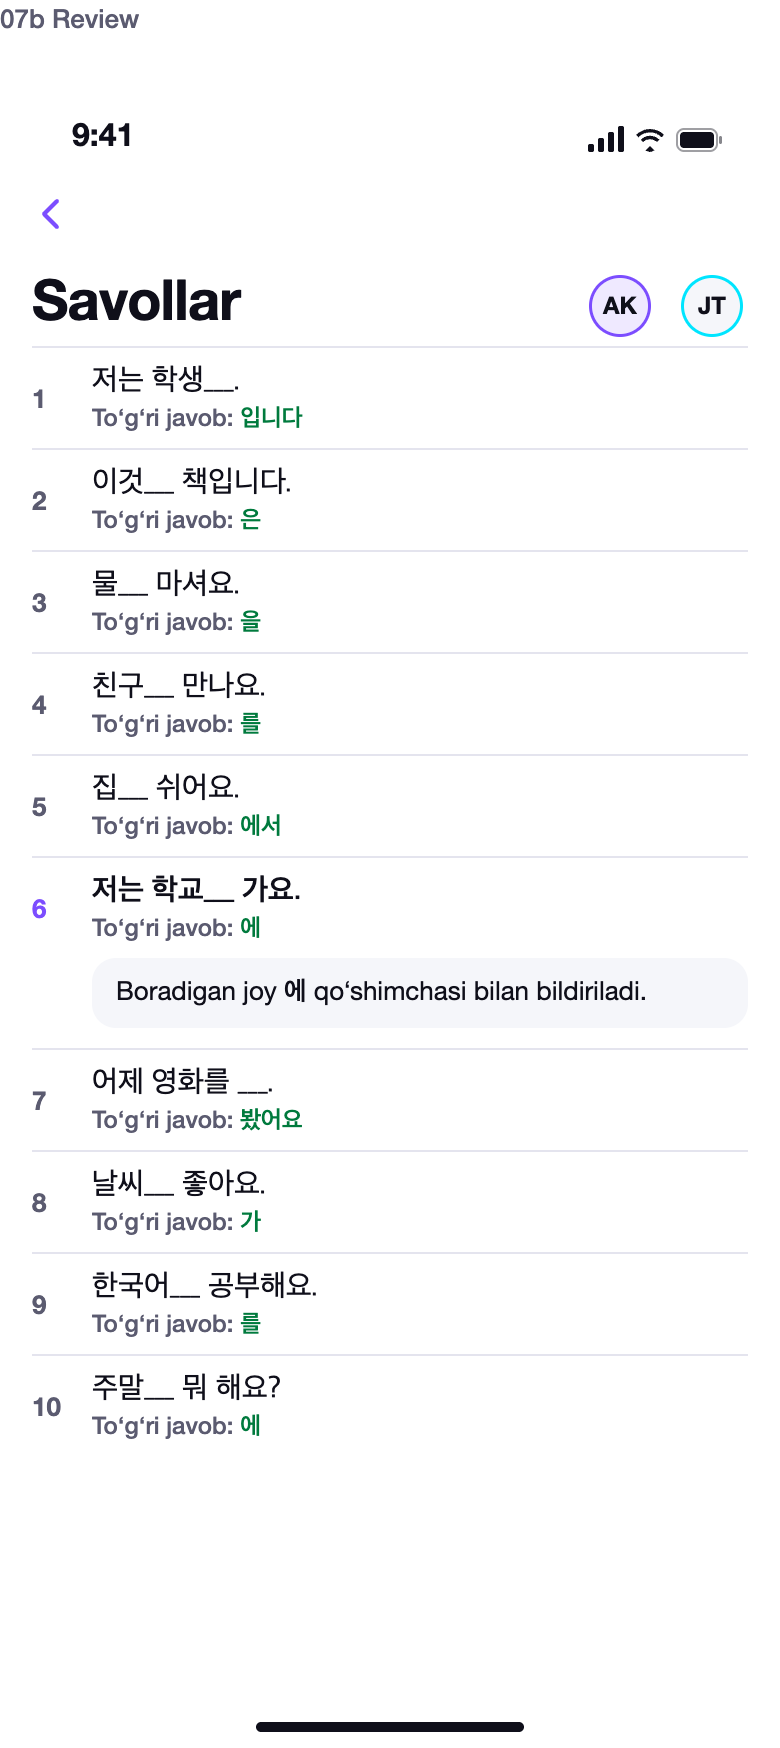 07b Review
9:41
Savollar
AK
JT
1
저는 학생___.
To‘g‘ri javob: 입니다
2
이것__ 책입니다.
To‘g‘ri javob: 은
3
물__ 마셔요.
To‘g‘ri javob: 을
4
친구__ 만나요.
To‘g‘ri javob: 를
5
집__ 쉬어요.
To‘g‘ri javob: 에서
6
저는 학교__ 가요.
To‘g‘ri javob: 에
Boradigan joy 에 qo‘shimchasi bilan bildiriladi.
7
어제 영화를 ___.
To‘g‘ri javob: 봤어요
8
날씨__ 좋아요.
To‘g‘ri javob: 가
9
한국어__ 공부해요.
To‘g‘ri javob: 를
10
주말__ 뭐 해요?
To‘g‘ri javob: 에